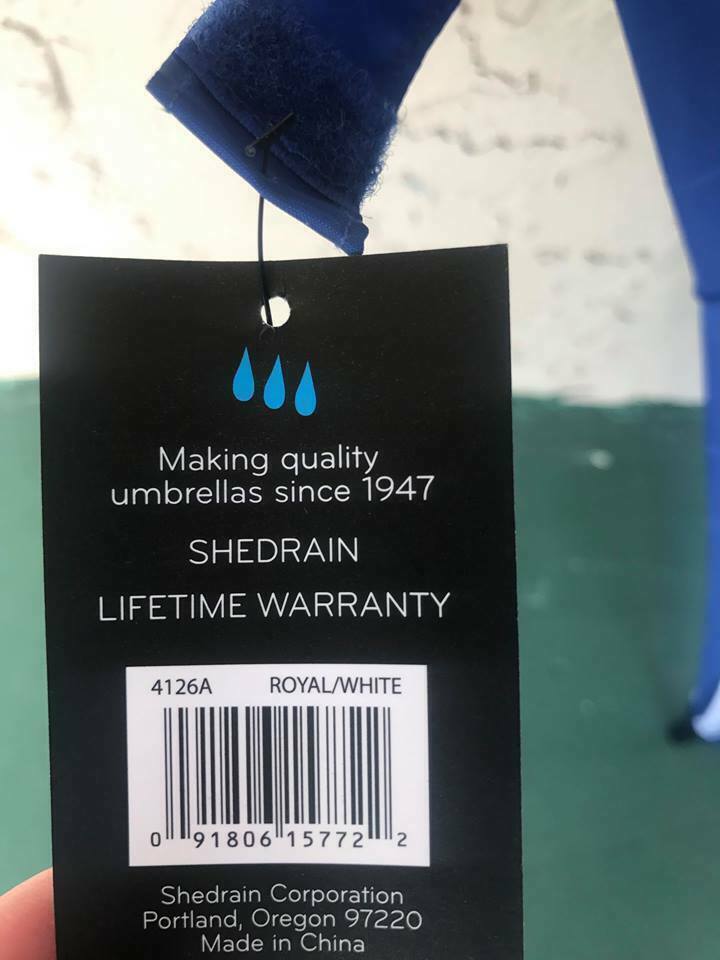 Making quality
umbrellas since 1947
SHEDRAIN
LIFETIME WARRANTY
4126A ROYAL/WHITE
0 91806 15772 2
Shedrain Corporation
Portland, Oregon 97220
Made in China